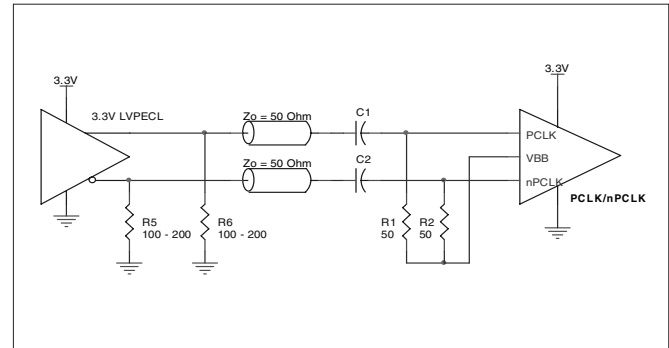 3.3V
3.3V
3.3V LVPECL
Zo = 50 Ohm
C1
PCLK
Zo = 50 Ohm
C2
VBB
nPCLK
PCLK/nPCLK
R5
100 - 200
R6
100 - 200
R1
50
R2
50